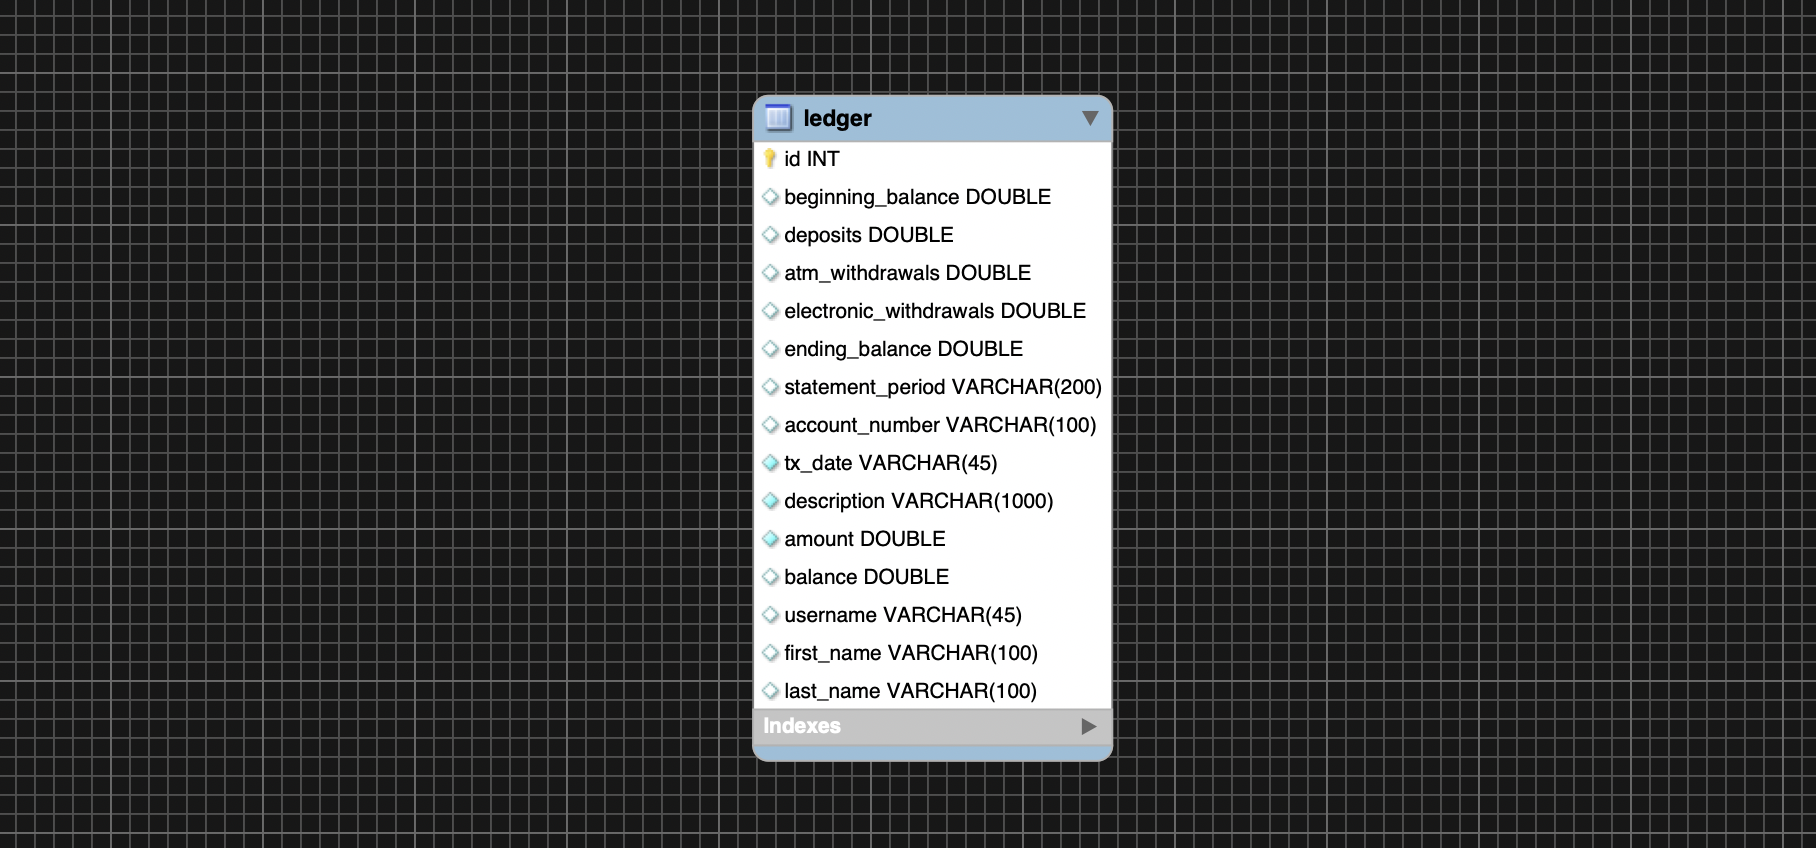 ledger
id INT
beginning_balance DOUBLE
deposits DOUBLE
atm_withdrawals DOUBLE
electronic_withdrawals DOUBLE
ending_balance DOUBLE
statement_period VARCHAR(200)
account_number VARCHAR(100)
tx_date VARCHAR(45)
description VARCHAR(1000)
amount DOUBLE
balance DOUBLE
username VARCHAR(45)
first_name VARCHAR(100)
last_name VARCHAR(100)
Indexes